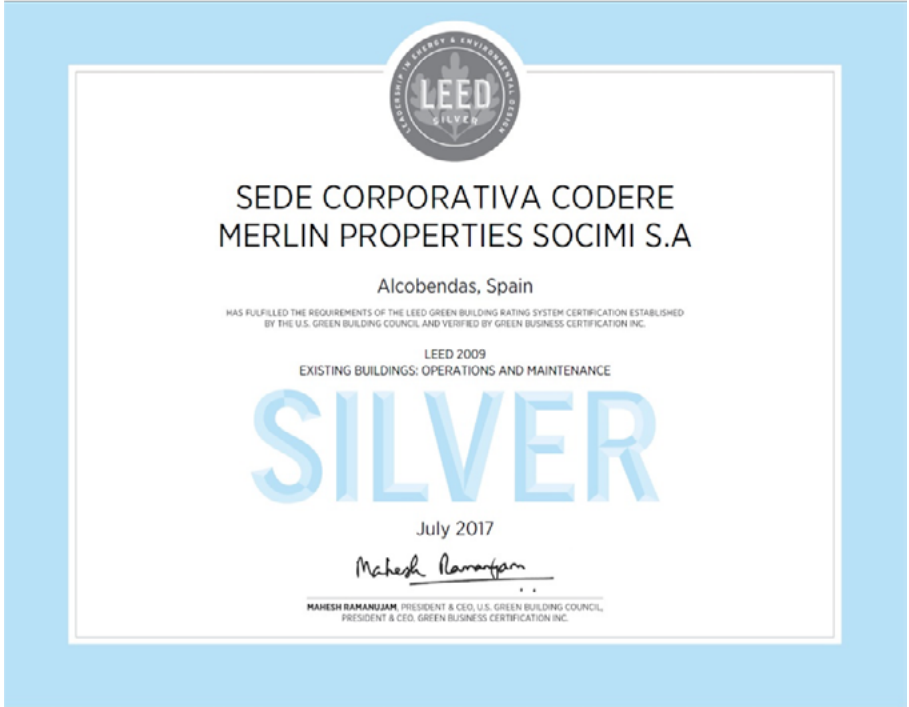 LEADERSHIP IN ENERGY & ENVIRONMENTAL DESIGN
LEED
SILVER
SEDE CORPORATIVA CODERE
MERLIN PROPERTIES SOCIMI S.A
Alcobendas, Spain
HAS FULFILLED THE REQUIREMENTS OF THE LEED GREEN BUILDING RATING SYSTEM CERTIFICATION ESTABLISHED
BY THE U.S. GREEN BUILDING COUNCIL AND VERIFIED BY GREEN BUSINESS CERTIFICATION INC.
LEED 2009
EXISTING BUILDINGS: OPERATIONS AND MAINTENANCE
SILVER
July 2017
Mahesh Ramanujam
MAHESH RAMANUJAM, PRESIDENT & CEO, U.S. GREEN BUILDING COUNCIL,
PRESIDENT & CEO, GREEN BUSINESS CERTIFICATION INC.